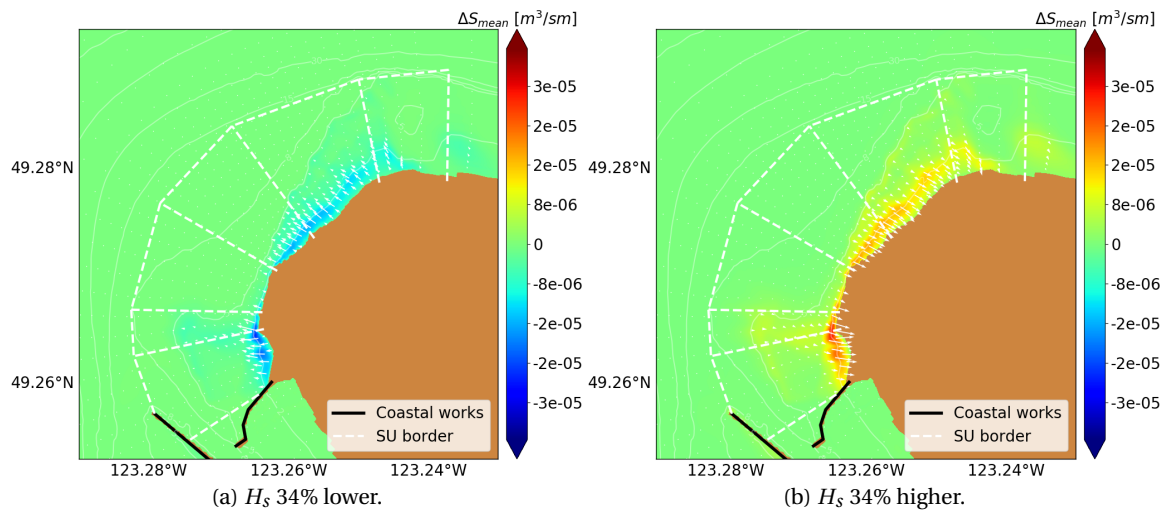 ΔS_mean [m³/sm]
ΔS_mean [m³/sm]
3e-05
2e-05
2e-05
8e-06
0
-8e-06
-2e-05
-2e-05
-3e-05
3e-05
2e-05
2e-05
8e-06
0
-8e-06
-2e-05
-2e-05
-3e-05
49.28°N
49.26°N
49.28°N
49.26°N
Coastal works
SU border
Coastal works
SU border
123.28°W 123.26°W 123.24°W
123.28°W 123.26°W 123.24°W
(a) H_s 34% lower.
(b) H_s 34% higher.